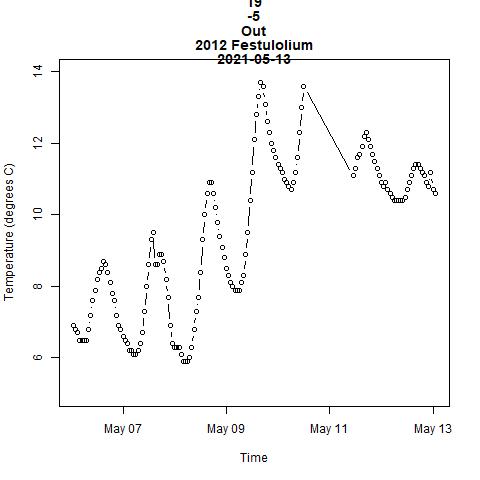 19
-5
Out
2012 Festulolium
2021-05-13
14
12
10
8
6
Temperature (degrees C)
May 07
May 09
May 11
May 13
Time